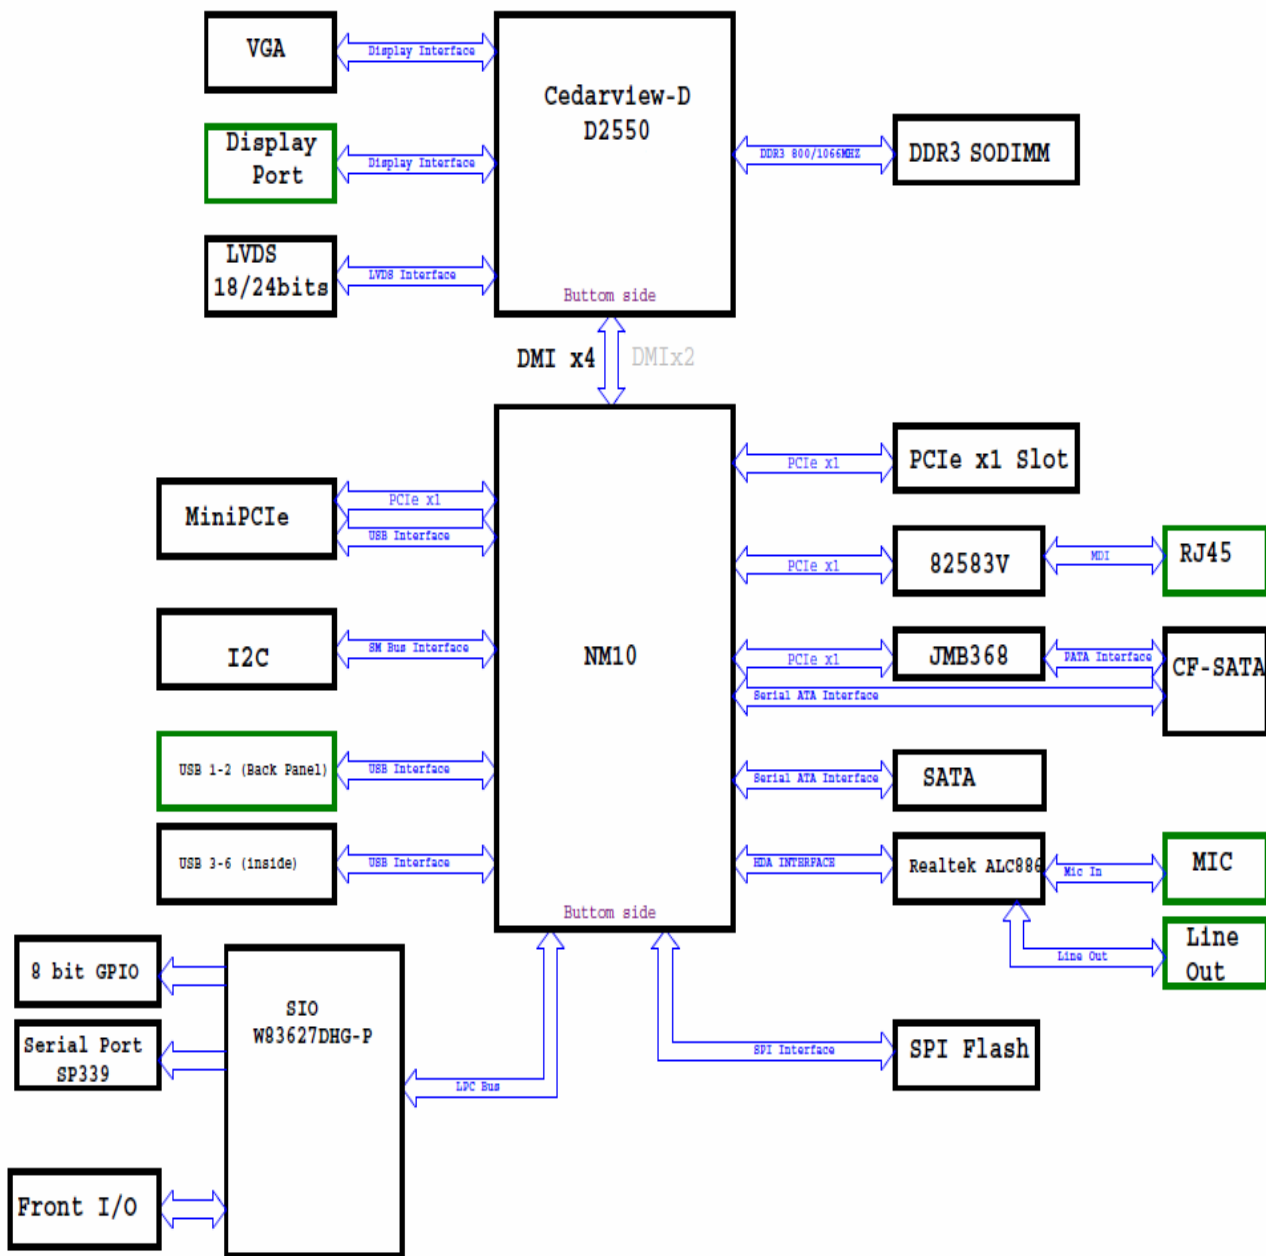 VGA
Display Interface
Cedarview-D
D2550
Display
Port
Display Interface
DDR3 800/1066MHZ
DDR3 SODIMM
LVDS
18/24bits
LVDS Interface
Buttom side
DMI x4
DMIx2
PCIe x1
PCIe x1 Slot
MiniPCIe
PCIe x1
USB Interface
PCIe x1
82583V
MDI
RJ45
I2C
SM Bus Interface
NM10
PCIe x1
JMB368
PATA Interface
CF-SATA
Serial ATA Interface
USB 1-2 (Back Panel)
USB Interface
Serial ATA Interface
SATA
USB 3-6 (inside)
USB Interface
HDA INTERFACE
Realtek ALC886
Mic In
MIC
Buttom side
Line
Out
Line Out
8 bit GPIO
SIO
W83627DHG-P
Serial Port
SP339
LPC Bus
SPI Interface
SPI Flash
Front I/O